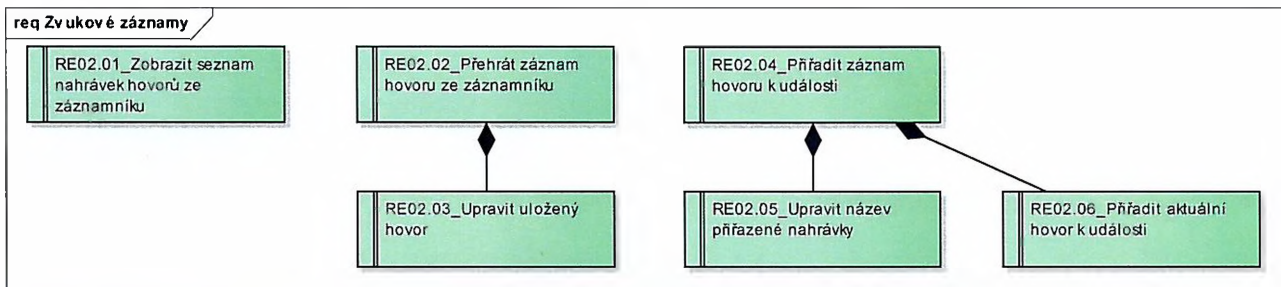 req Zvukové záznamy
RE02.01_Zobrazit seznam
nahrávek hovorů ze
záznamníku
RE02.02_Přehrát záznam
hovoru ze záznamníku
RE02.04_Přiřadit záznam
hovoru k události
RE02.03_Upravit uložený
hovor
RE02.05_Upravit název
přiřazené nahrávky
RE02.06_Přiřadit aktuální
hovor k události